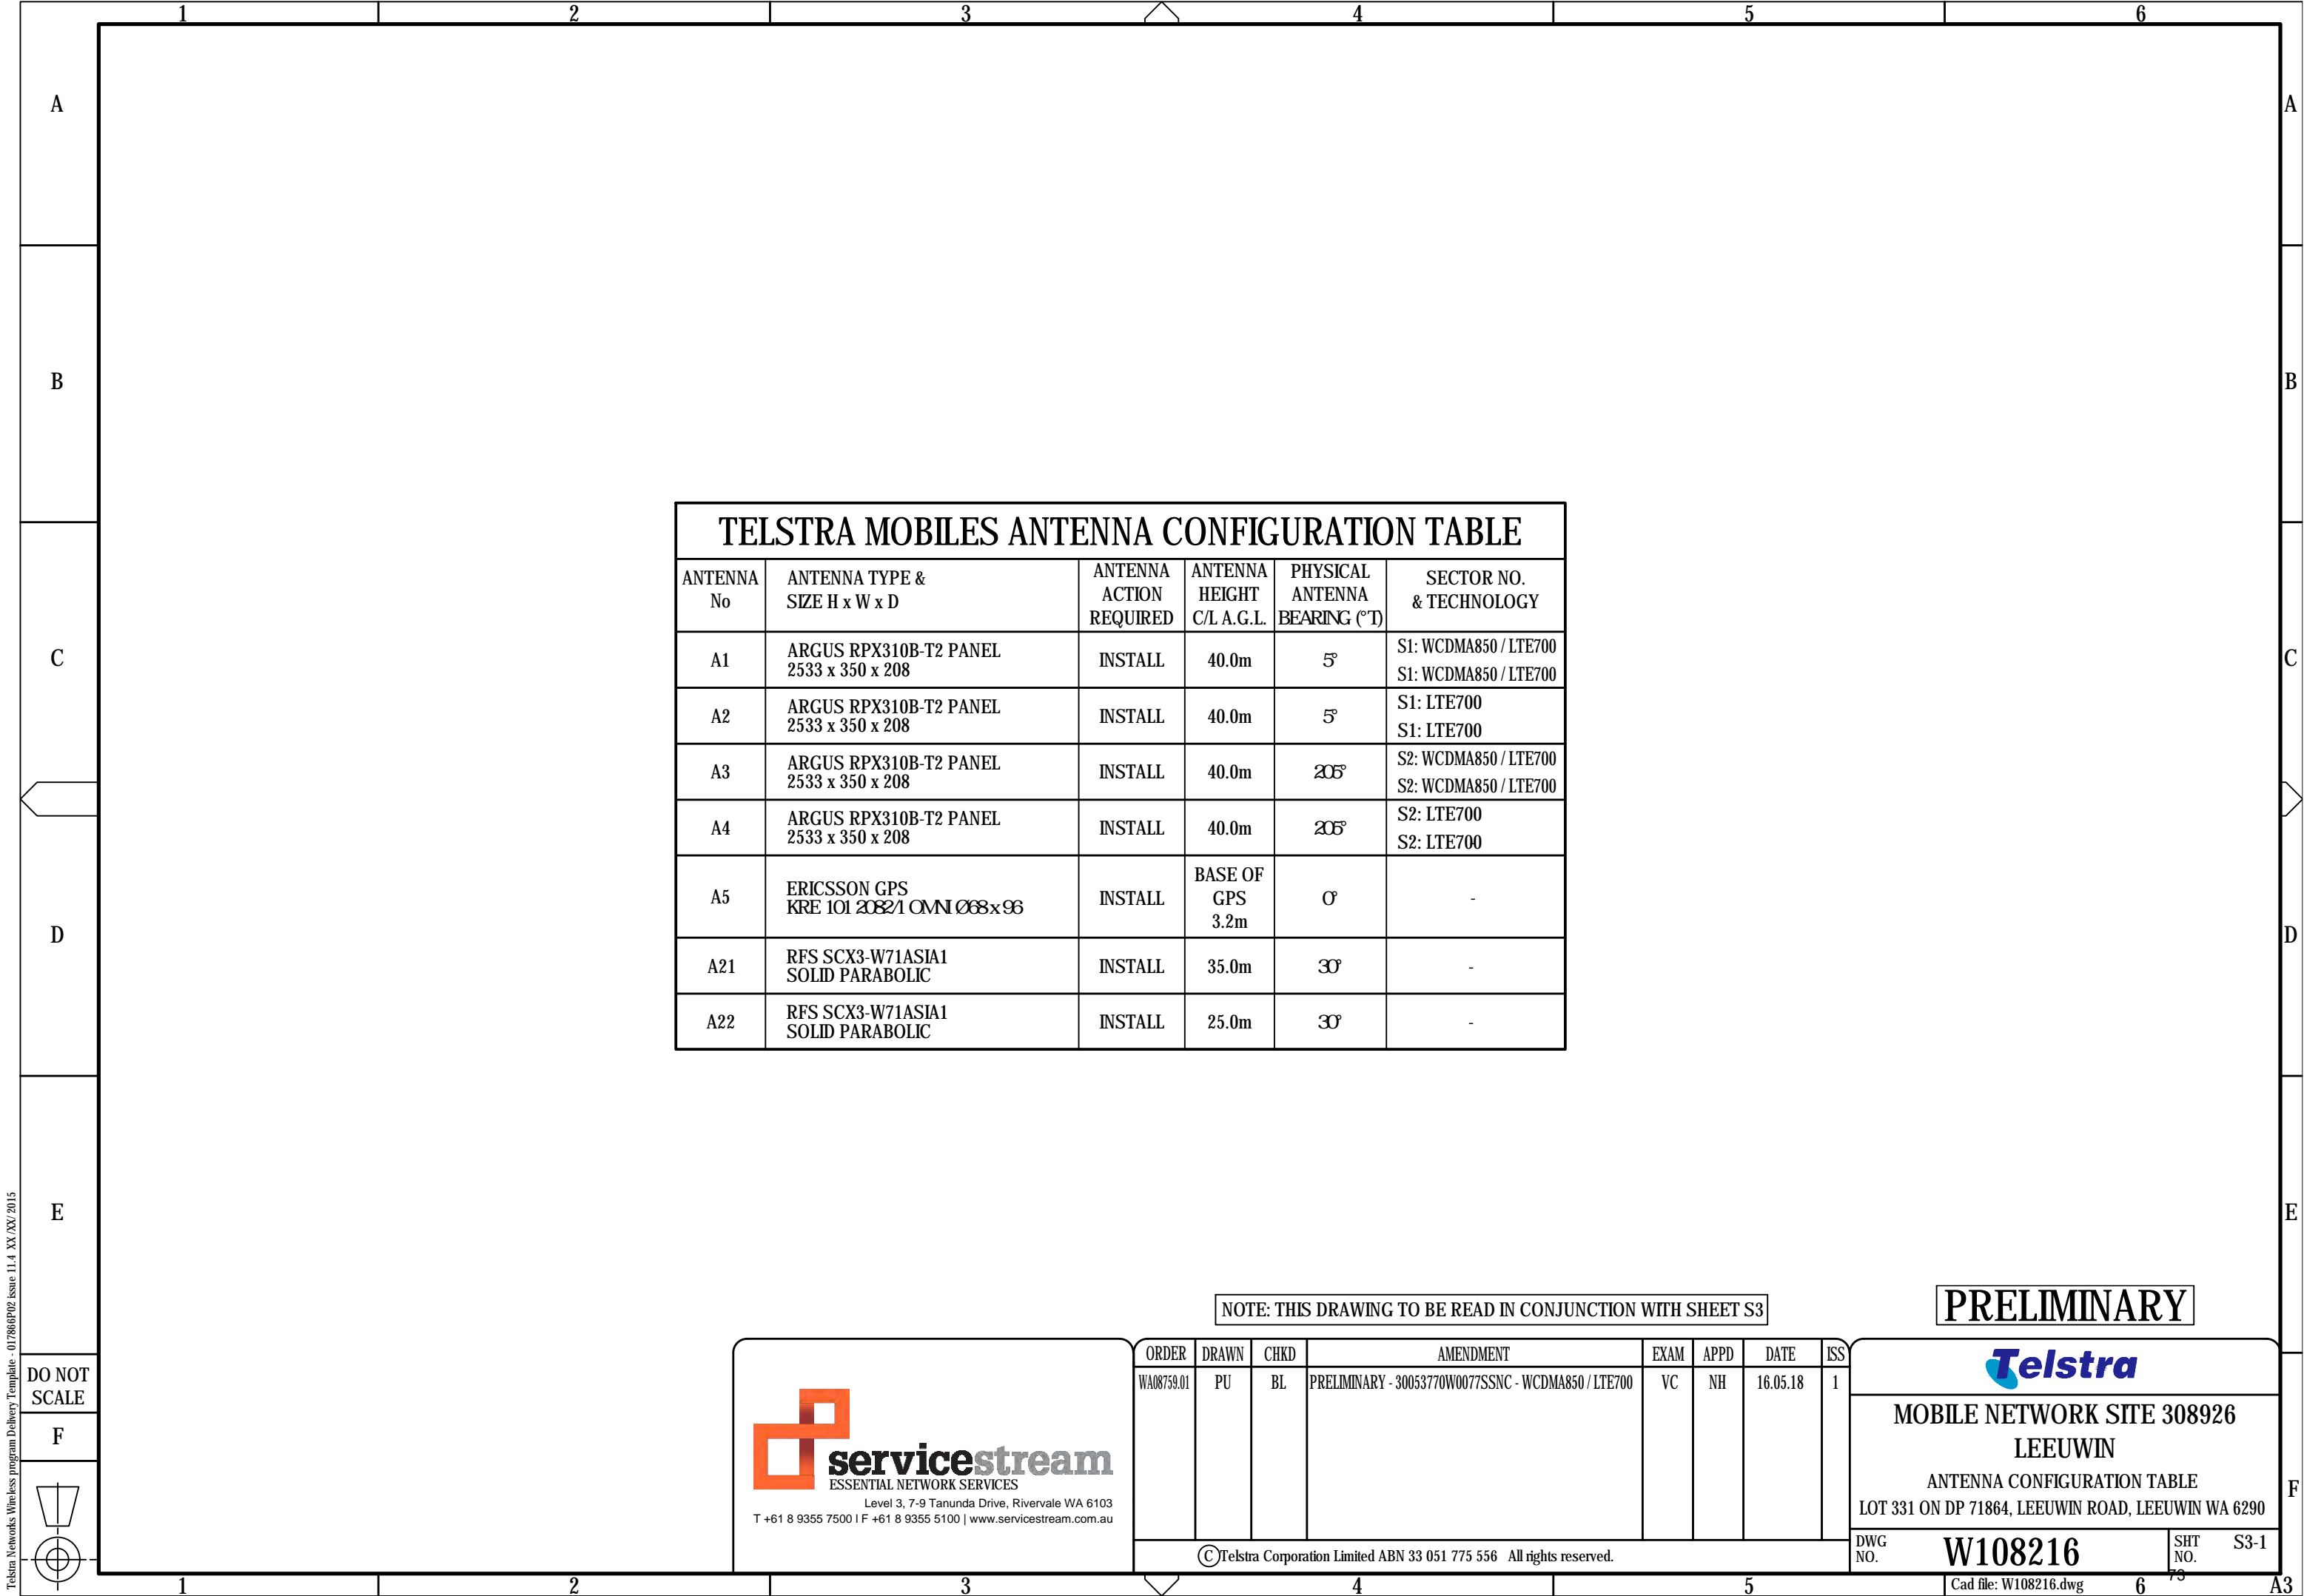 1 2 3 4 5 6
A A
B B
C C
D D
E E
F F
TELSTRA MOBILES ANTENNA CONFIGURATION TABLE
ANTENNA No
ANTENNA TYPE & SIZE H x W x D
ANTENNA ACTION REQUIRED
ANTENNA HEIGHT C/L A.G.L.
PHYSICAL ANTENNA BEARING (°T)
SECTOR NO. & TECHNOLOGY
A1 ARGUS RPX310B-T2 PANEL 2533 x 350 x 208 INSTALL 40.0m 5° S1: WCDMA850 / LTE700 S1: WCDMA850 / LTE700
A2 ARGUS RPX310B-T2 PANEL 2533 x 350 x 208 INSTALL 40.0m 5° S1: LTE700 S1: LTE700
A3 ARGUS RPX310B-T2 PANEL 2533 x 350 x 208 INSTALL 40.0m 205° S2: WCDMA850 / LTE700 S2: WCDMA850 / LTE700
A4 ARGUS RPX310B-T2 PANEL 2533 x 350 x 208 INSTALL 40.0m 205° S2: LTE700 S2: LTE700
A5 ERICSSON GPS KRE 101 2082/1 OMNI Ø68 x 96 INSTALL BASE OF GPS 3.2m 0° -
A21 RFS SCX3-W71ASIA1 SOLID PARABOLIC INSTALL 35.0m 30° -
A22 RFS SCX3-W71ASIA1 SOLID PARABOLIC INSTALL 25.0m 30° -
NOTE: THIS DRAWING TO BE READ IN CONJUNCTION WITH SHEET S3
PRELIMINARY
Telstra Networks Wireless program Delivery Template - 017866P02 issue 11.4 XX/XX/2015
DO NOT
SCALE
servicestream
ESSENTIAL NETWORK SERVICES
Level 3, 7-9 Tanunda Drive, Rivervale WA 6103
T +61 8 9355 7500 I F +61 8 9355 5100 | www.servicestream.com.au
ORDER DRAWN CHKD AMENDMENT EXAM APPD DATE ISS
WA08759.01 PU BL PRELIMINARY - 30053770W0077SSNC - WCDMA850 / LTE700 VC NH 16.05.18 1
C Telstra Corporation Limited ABN 33 051 775 556 All rights reserved.
Telstra
MOBILE NETWORK SITE 308926
LEEUWIN
ANTENNA CONFIGURATION TABLE
LOT 331 ON DP 71864, LEEUWIN ROAD, LEEUWIN WA 6290
DWG NO. W108216
SHT NO. S3-1
73
Cad file: W108216.dwg
1 2 3 4 5 6 A3